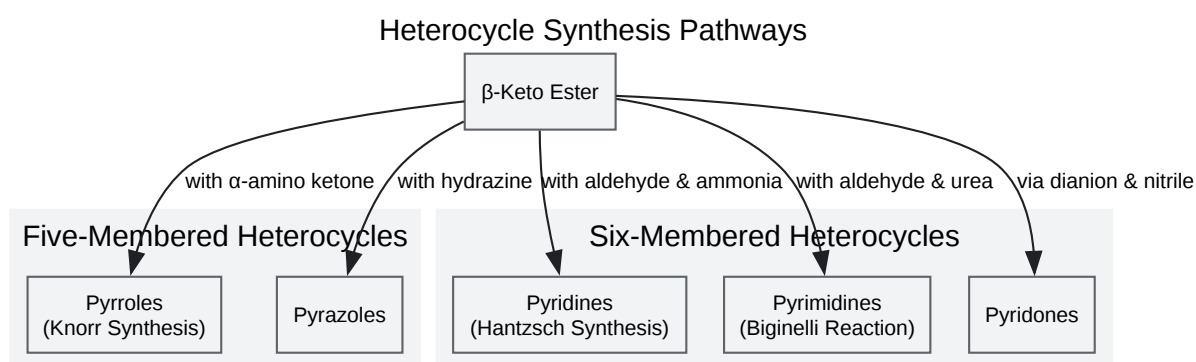 Heterocycle Synthesis Pathways
β-Keto Ester
with α-amino ketone
with hydrazine
with aldehyde & ammonia
with aldehyde & urea
via dianion & nitrile
Five-Membered Heterocycles
Six-Membered Heterocycles
Pyrroles
(Knorr Synthesis)
Pyrazoles
Pyridines
(Hantzsch Synthesis)
Pyrimidines
(Biginelli Reaction)
Pyridones